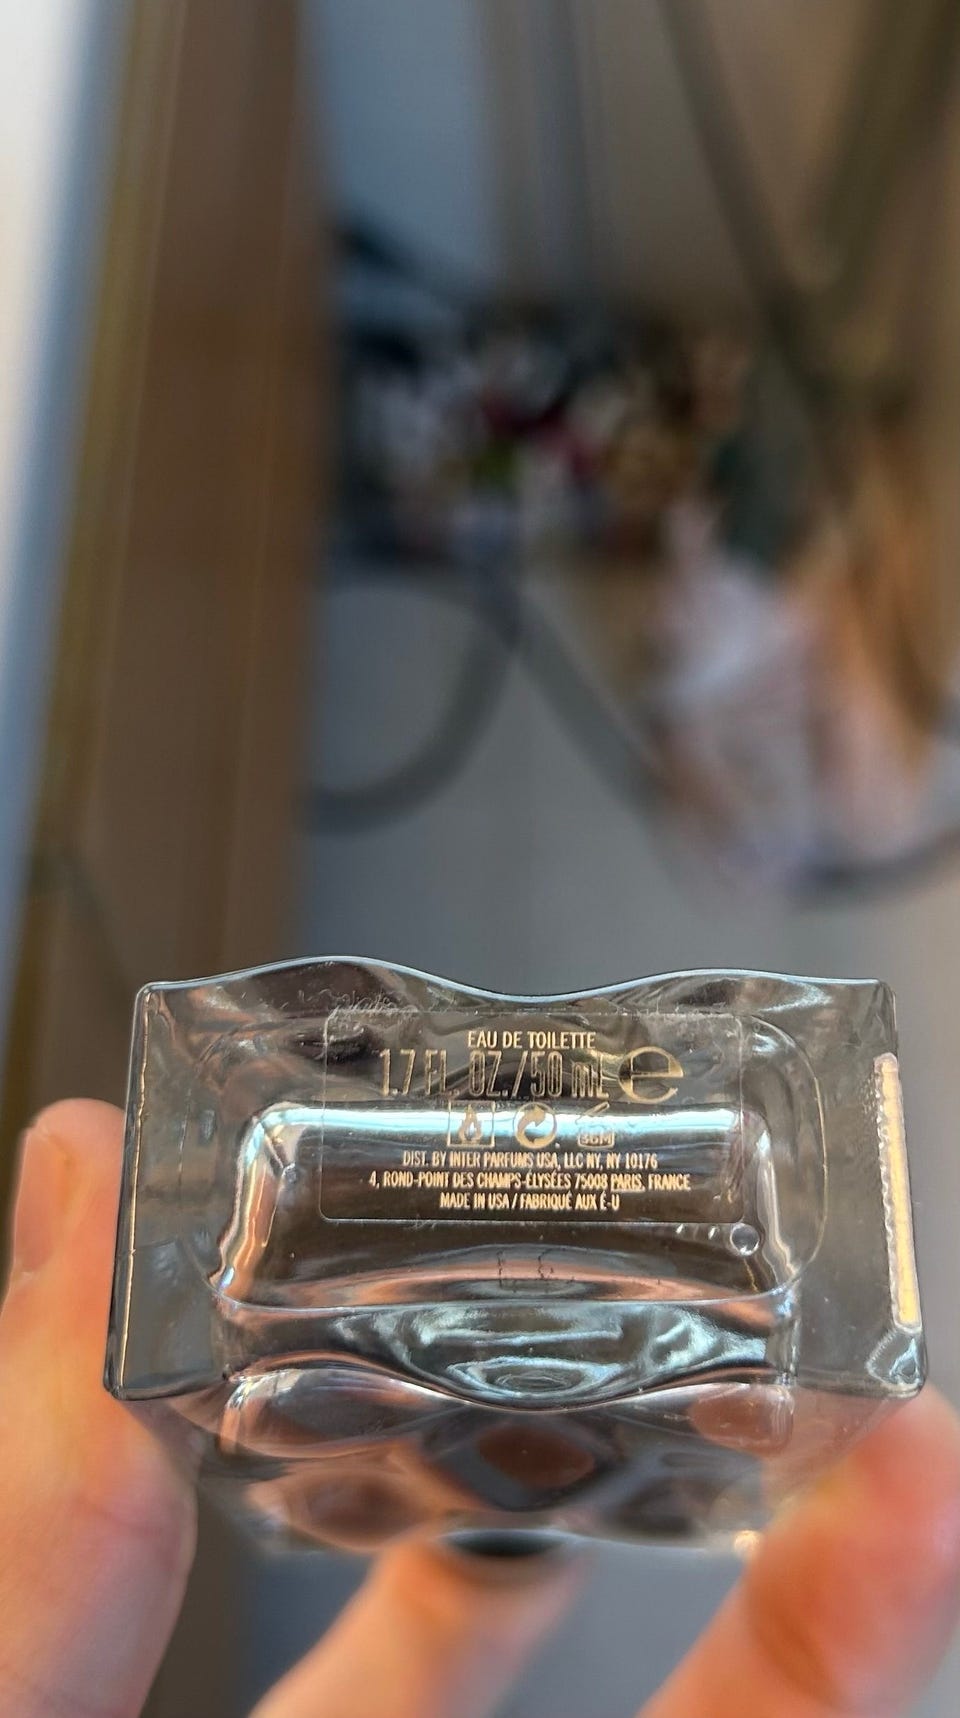 EAU DE TOILETTE
1.7 FL. OZ./50 mL e
36M
DIST. BY INTER PARFUMS USA, LLC NY, NY 10176
4, ROND-POINT DES CHAMPS-ÉLYSÉES 75008 PARIS, FRANCE
MADE IN USA / FABRIQUÉ AUX É-U